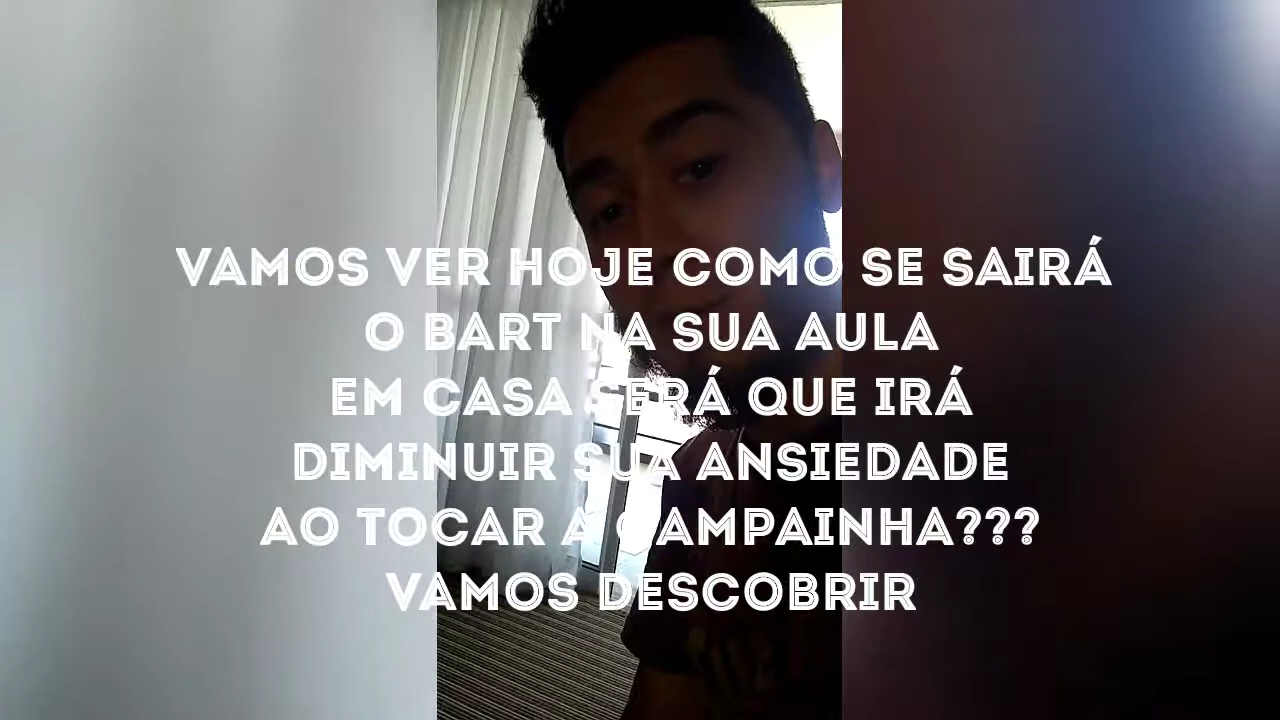 VAMOS VER HOJE COMO SE SAIRÁ
O BART NA SUA AULA
EM CASA SERÁ QUE IRÁ
DIMINUIR SUA ANSIEDADE
AO TOCAR A CAMPAINHA???
VAMOS DESCOBRIR